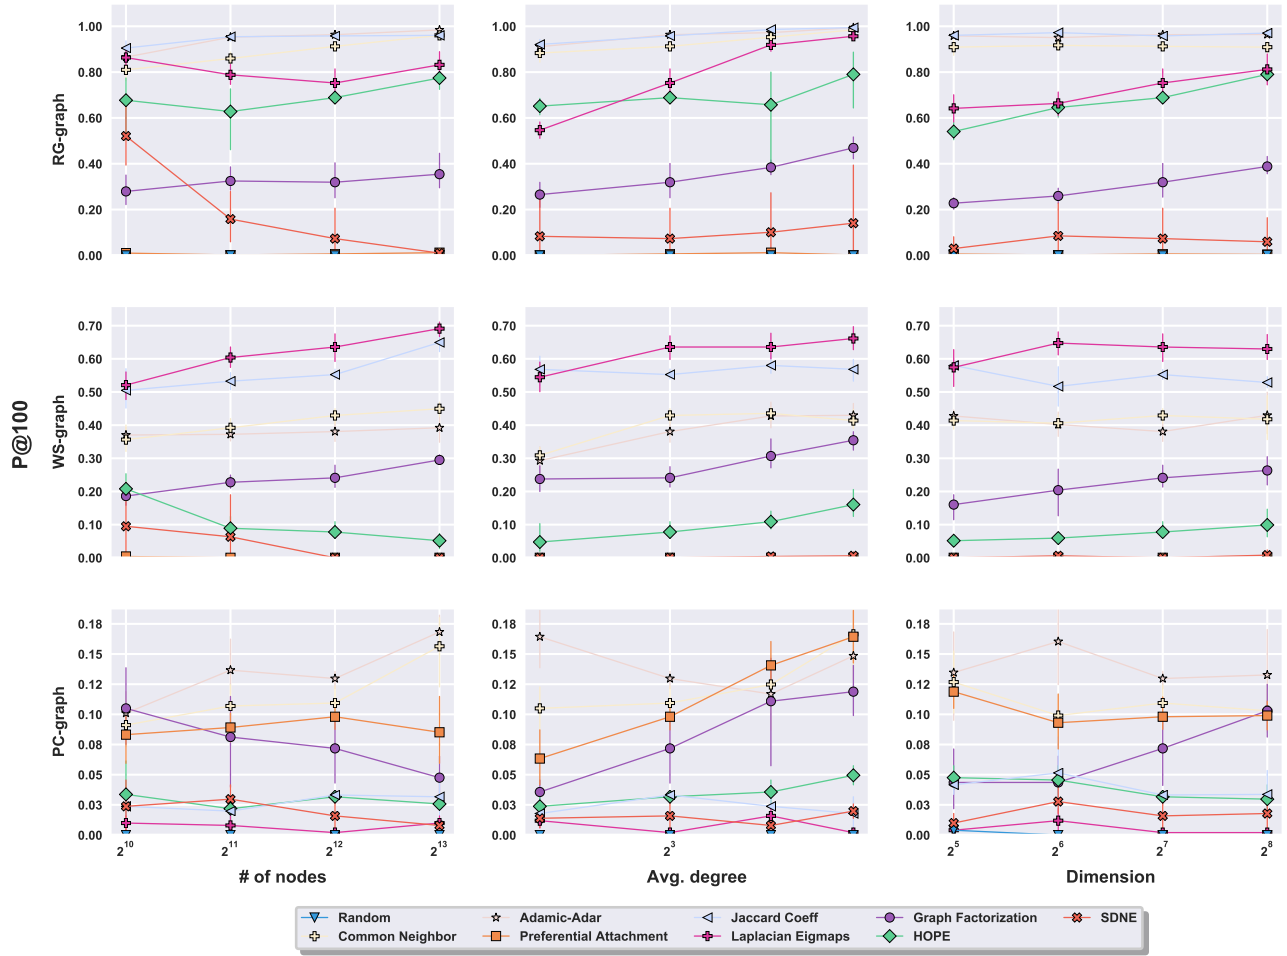 1.00 1.00 1.00
0.80 0.80 0.80
0.60 0.60 0.60
0.40 0.40 0.40
0.20 0.20 0.20
0.00 0.00 0.00
RG-graph
0.70 0.70 0.70
0.60 0.60 0.60
0.50 0.50 0.50
0.40 0.40 0.40
0.30 0.30 0.30
0.20 0.20 0.20
0.10 0.10 0.10
0.00 0.00 0.00
WS-graph
P@100
0.18 0.18 0.18
0.15 0.15 0.15
0.12 0.12 0.12
0.10 0.10 0.10
0.08 0.08 0.08
0.05 0.05 0.05
0.03 0.03 0.03
0.00 0.00 0.00
PC-graph
2^10 2^11 2^12 2^13 2^3 2^5 2^6 2^7 2^8
# of nodes Avg. degree Dimension
Random Adamic-Adar Jaccard Coeff Graph Factorization SDNE
Common Neighbor Preferential Attachment Laplacian Eigmaps HOPE